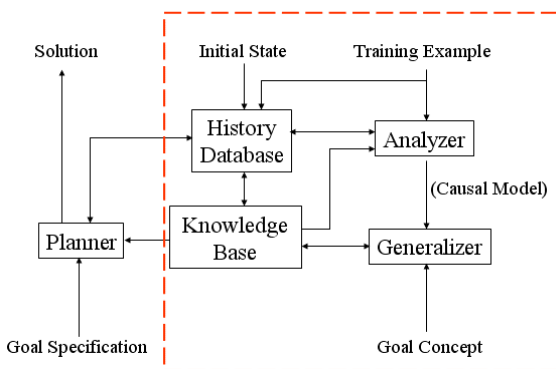 Solution
Initial State
Training Example
History
Database
Analyzer
(Causal Model)
Planner
Knowledge
Base
Generalizer
Goal Specification
Goal Concept